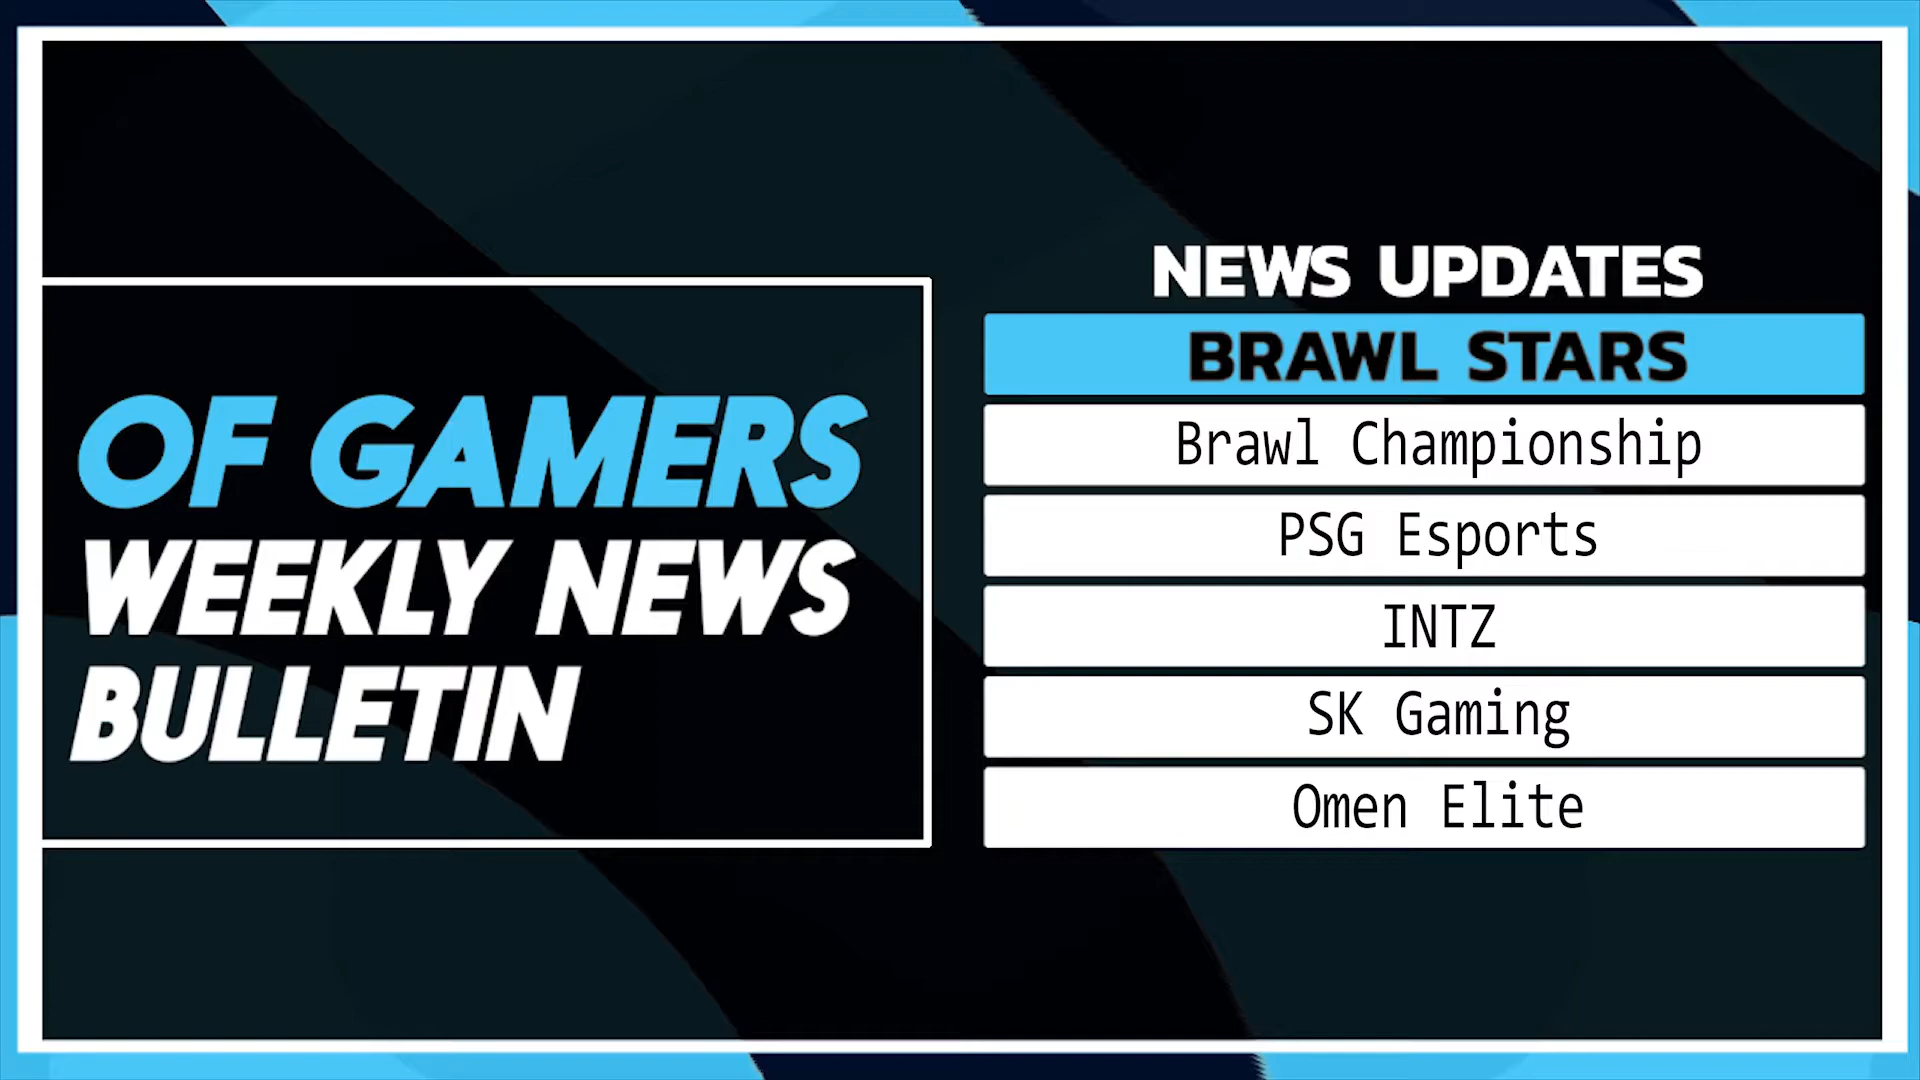 OF GAMERS
WEEKLY NEWS
BULLETIN
NEWS UPDATES
BRAWL STARS
Brawl Championship
PSG Esports
INTZ
SK Gaming
Omen Elite